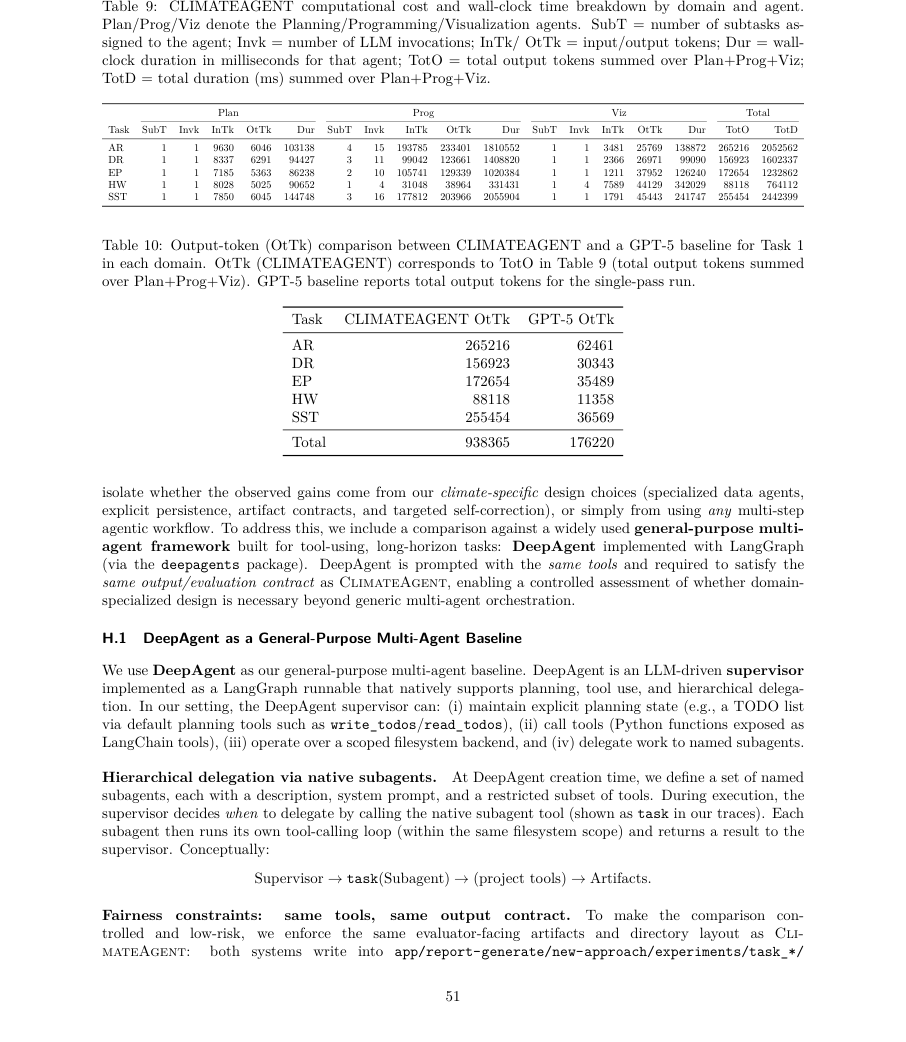 Table 9: CLIMATEAGENT computational cost and wall-clock time breakdown by domain and agent.
Plan/Prog/Viz denote the Planning/Programming/Visualization agents. SubT = number of subtasks as-
signed to the agent; Invk = number of LLM invocations; InTk/ OtTk = input/output tokens; Dur = wall-
clock duration in milliseconds for that agent; TotO = total output tokens summed over Plan+Prog+Viz;
TotD = total duration (ms) summed over Plan+Prog+Viz.
Plan Prog Viz Total
Task SubT Invk InTk OtTk Dur SubT Invk InTk OtTk Dur SubT Invk InTk OtTk Dur TotO TotD
AR 1 1 9630 6046 103138 4 15 193785 233401 1810552 1 1 3481 25769 138872 265216 2052562
DR 1 1 8337 6291 94427 3 11 99042 123661 1408820 1 1 2366 26971 99090 156923 1602337
EP 1 1 7185 5363 86238 2 10 105741 129339 1020384 1 1 1211 37952 126240 172654 1232862
HW 1 1 8028 5025 90652 1 4 31048 38964 331431 1 4 7589 44129 342029 88118 764112
SST 1 1 7850 6045 144748 3 16 177812 203966 2055904 1 1 1791 45443 241747 255454 2442399
Table 10: Output-token (OtTk) comparison between CLIMATEAGENT and a GPT-5 baseline for Task 1
in each domain. OtTk (CLIMATEAGENT) corresponds to TotO in Table 9 (total output tokens summed
over Plan+Prog+Viz). GPT-5 baseline reports total output tokens for the single-pass run.
Task CLIMATEAGENT OtTk GPT-5 OtTk
AR 265216 62461
DR 156923 30343
EP 172654 35489
HW 88118 11358
SST 255454 36569
Total 938365 176220
isolate whether the observed gains come from our climate-specific design choices (specialized data agents,
explicit persistence, artifact contracts, and targeted self-correction), or simply from using any multi-step
agentic workflow. To address this, we include a comparison against a widely used general-purpose multi-
agent framework built for tool-using, long-horizon tasks: DeepAgent implemented with LangGraph
(via the deepagents package). DeepAgent is prompted with the same tools and required to satisfy the
same output/evaluation contract as CLIMATEAGENT, enabling a controlled assessment of whether domain-
specialized design is necessary beyond generic multi-agent orchestration.
H.1 DeepAgent as a General-Purpose Multi-Agent Baseline
We use DeepAgent as our general-purpose multi-agent baseline. DeepAgent is an LLM-driven supervisor
implemented as a LangGraph runnable that natively supports planning, tool use, and hierarchical delega-
tion. In our setting, the DeepAgent supervisor can: (i) maintain explicit planning state (e.g., a TODO list
via default planning tools such as write_todos/read_todos), (ii) call tools (Python functions exposed as
LangChain tools), (iii) operate over a scoped filesystem backend, and (iv) delegate work to named subagents.
Hierarchical delegation via native subagents. At DeepAgent creation time, we define a set of named
subagents, each with a description, system prompt, and a restricted subset of tools. During execution, the
supervisor decides when to delegate by calling the native subagent tool (shown as task in our traces). Each
subagent then runs its own tool-calling loop (within the same filesystem scope) and returns a result to the
supervisor. Conceptually:
Supervisor → task(Subagent) → (project tools) → Artifacts.
Fairness constraints: same tools, same output contract. To make the comparison con-
trolled and low-risk, we enforce the same evaluator-facing artifacts and directory layout as CLI-
MATEAGENT: both systems write into app/report-generate/new-approach/experiments/task_*/
51